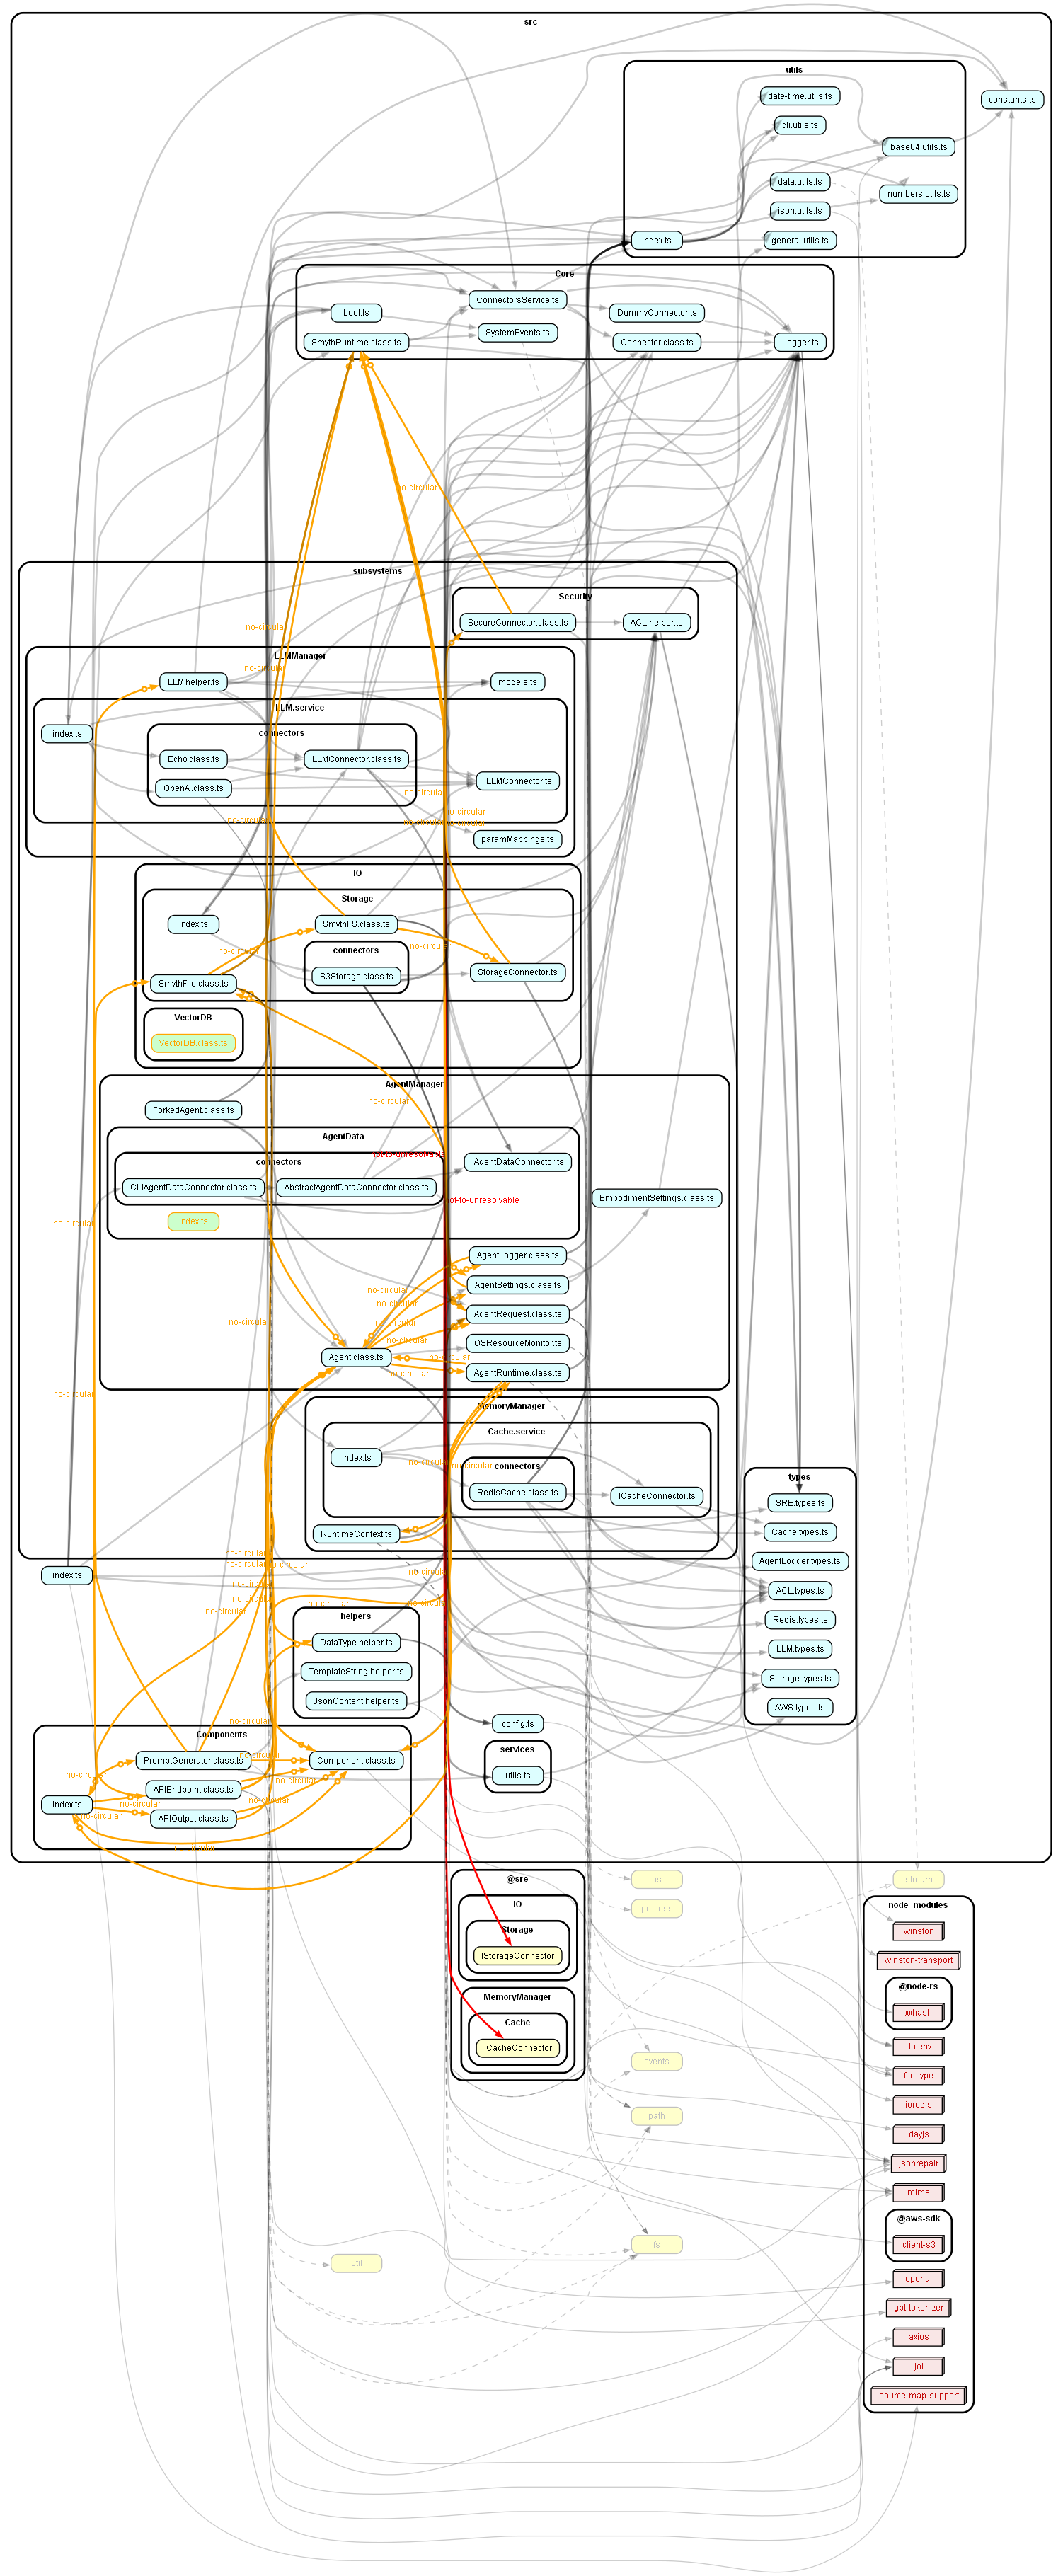 src
utils
date-time.utils.ts
constants.ts
cli.utils.ts
base64.utils.ts
data.utils.ts
numbers.utils.ts
json.utils.ts
index.ts
general.utils.ts
Core
ConnectorsService.ts
boot.ts
DummyConnector.ts
SystemEvents.ts
SmythRuntime.class.ts
Connector.class.ts
Logger.ts
no-circular
subsystems
Security
SecureConnector.class.ts
ACL.helper.ts
no-circular
LLManager
no-circular
LLM.helper.ts
models.ts
LLM.service
index.ts
connectors
Echo.class.ts
LLMConnector.class.ts
ILLMConnector.ts
OpenAI.class.ts
no-circular
no-circular
no-circular
paramMappings.ts
IO
Storage
index.ts
SmythFS.class.ts
no-circular
no-circular
connectors
S3Storage.class.ts
StorageConnector.ts
SmythFile.class.ts
VectorDB
VectorDB.class.ts
AgentManager
no-circular
ForkedAgent.class.ts
AgentData
not-to-unresolvable
connectors
IAgentDataConnector.ts
CLIAgentDataConnector.class.ts
AbstractAgentDataConnector.class.ts
EmbodimentSettings.class.ts
not-to-unresolvable
index.ts
no-circular
AgentLogger.class.ts
AgentSettings.class.ts
no-circular
no-circular
AgentRequest.class.ts
no-circular
no-circular
no-circular
OSResourceMonitor.ts
Agent.class.ts
no-circular
AgentRuntime.class.ts
no-circular
no-circular
MemoryManager
Cache.service
index.ts
no-circular
no-circular
connectors
RedisCache.class.ts
ICacheConnector.ts
RuntimeContext.ts
types
SRE.types.ts
Cache.types.ts
AgentLogger.types.ts
ACL.types.ts
Redis.types.ts
LLM.types.ts
Storage.types.ts
AWS.types.ts
no-circular
no-circular
no-circular
no-circular
index.ts
no-circular
no-circular
no-circular
no-circular
no-circular
helpers
DataType.helper.ts
TemplateString.helper.ts
JsonContent.helper.ts
no-circular
config.ts
Components
services
utils.ts
PromptGenerator.class.ts
no-circular
Component.class.ts
no-circular
no-circular
APIEndpoint.class.ts
no-circular
index.ts
no-circular
no-circular
APIOutput.class.ts
no-circular
@sre
IO
Storage
IStorageConnector
MemoryManager
Cache
ICacheConnector
os
process
stream
events
path
fs
util
node_modules
winston
winston-transport
@node-rs
xxhash
dotenv
file-type
ioredis
dayjs
jsonrepair
mime
@aws-sdk
client-s3
openai
gpt-tokenizer
axios
joi
source-map-support